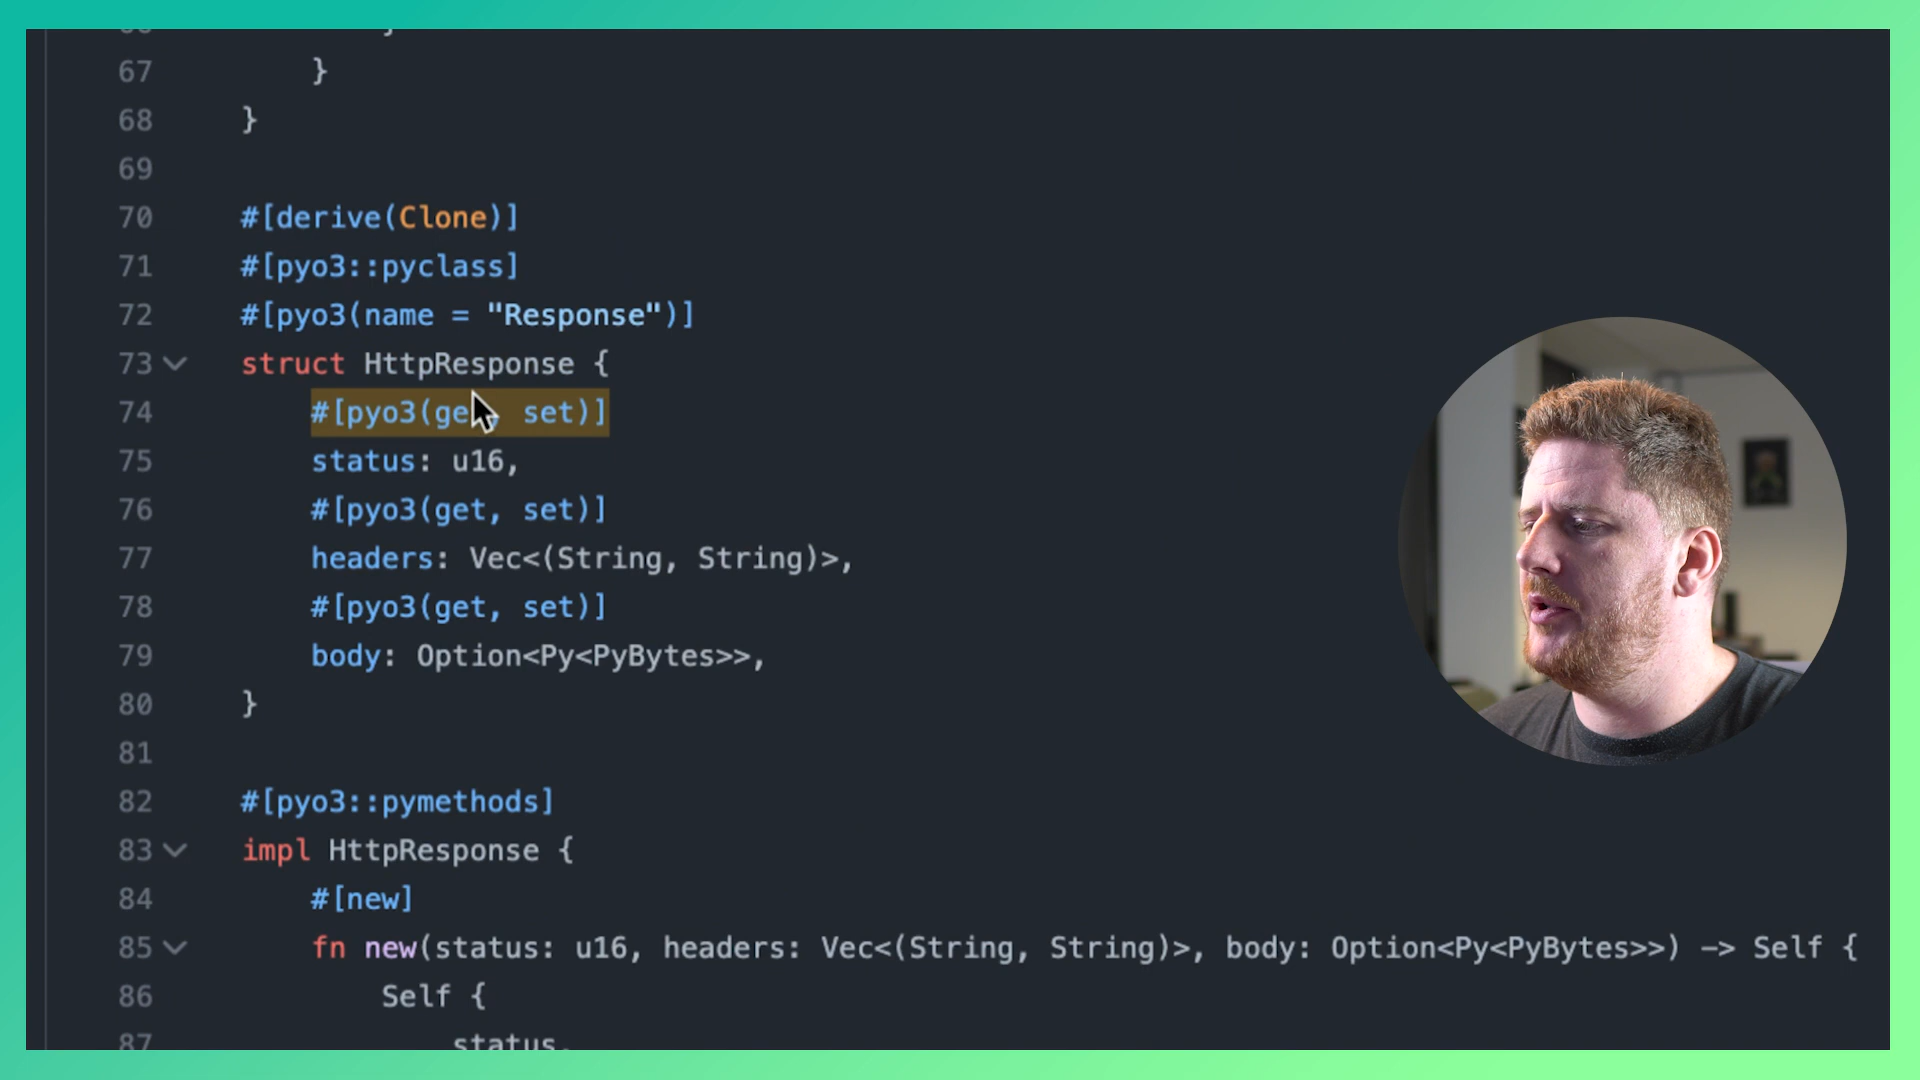 67 }
68 }
69
70 #[derive(Clone)]
71 #[pyo3::pyclass]
72 #[pyo3(name = "Response")]
73 struct HttpResponse {
74 #[pyo3(get, set)]
75 status: u16,
76 #[pyo3(get, set)]
77 headers: Vec<(String, String)>,
78 #[pyo3(get, set)]
79 body: Option<Py<PyBytes>>,
80 }
81
82 #[pyo3::pymethods]
83 impl HttpResponse {
84 #[new]
85 fn new(status: u16, headers: Vec<(String, String)>, body: Option<Py<PyBytes>>) -> Self {
86 Self {
87 status,